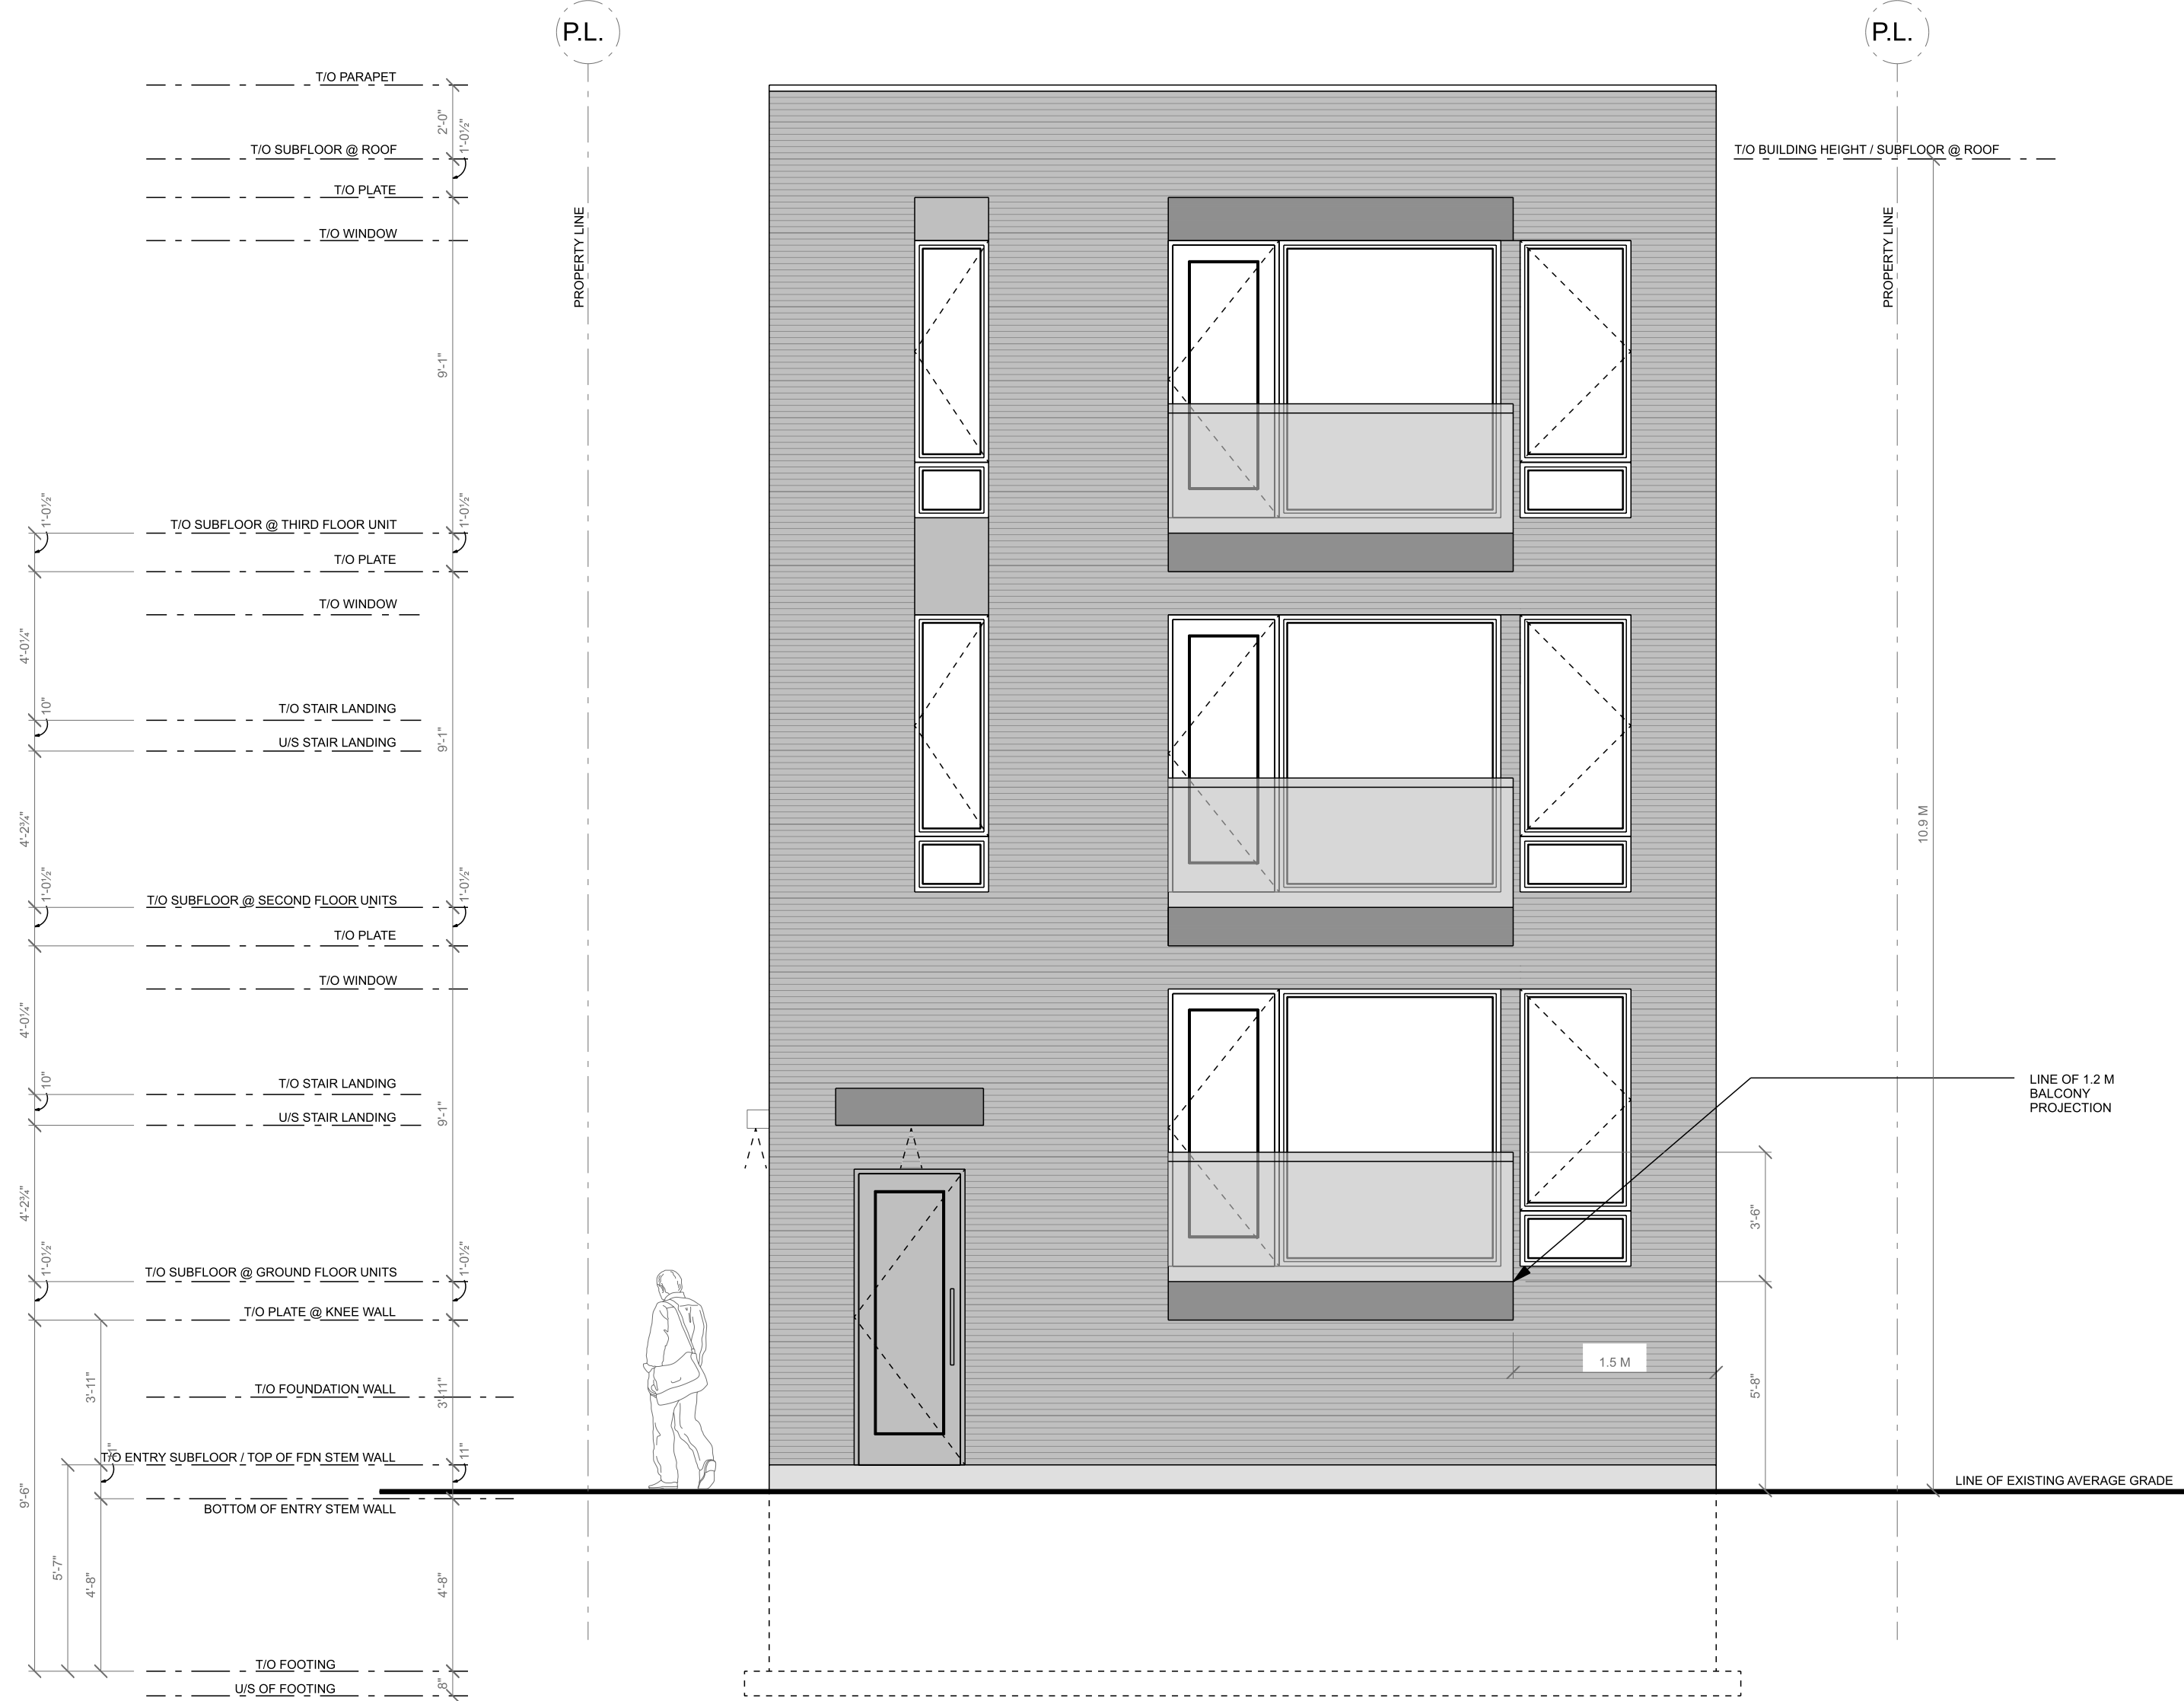 P.L.
P.L.
T/O PARAPET
2'-0"
1'-0½"
T/O SUBFLOOR @ ROOF
T/O BUILDING HEIGHT / SUBFLOOR @ ROOF
T/O PLATE
T/O WINDOW
PROPERTY LINE
PROPERTY LINE
9'-1"
1'-0½"
1'-0½"
T/O SUBFLOOR @ THIRD FLOOR UNIT
T/O PLATE
T/O WINDOW
4'-0¼"
10"
T/O STAIR LANDING
U/S STAIR LANDING
9'-1"
4'-2¾"
10.9 M
1'-0½"
1'-0½"
T/O SUBFLOOR @ SECOND FLOOR UNITS
T/O PLATE
T/O WINDOW
4'-0¼"
10"
T/O STAIR LANDING
U/S STAIR LANDING
9'-1"
LINE OF 1.2 M
BALCONY
PROJECTION
4'-2¾"
3'-6"
1'-0½"
1'-0½"
T/O SUBFLOOR @ GROUND FLOOR UNITS
T/O PLATE @ KNEE WALL
1.5 M
3'-11"
T/O FOUNDATION WALL
3'-11"
5'-8"
T/O ENTRY SUBFLOOR / TOP OF FDN STEM WALL
11"
LINE OF EXISTING AVERAGE GRADE
9'-6"
BOTTOM OF ENTRY STEM WALL
5'-7"
4'-8"
4'-8"
T/O FOOTING
U/S OF FOOTING
8"